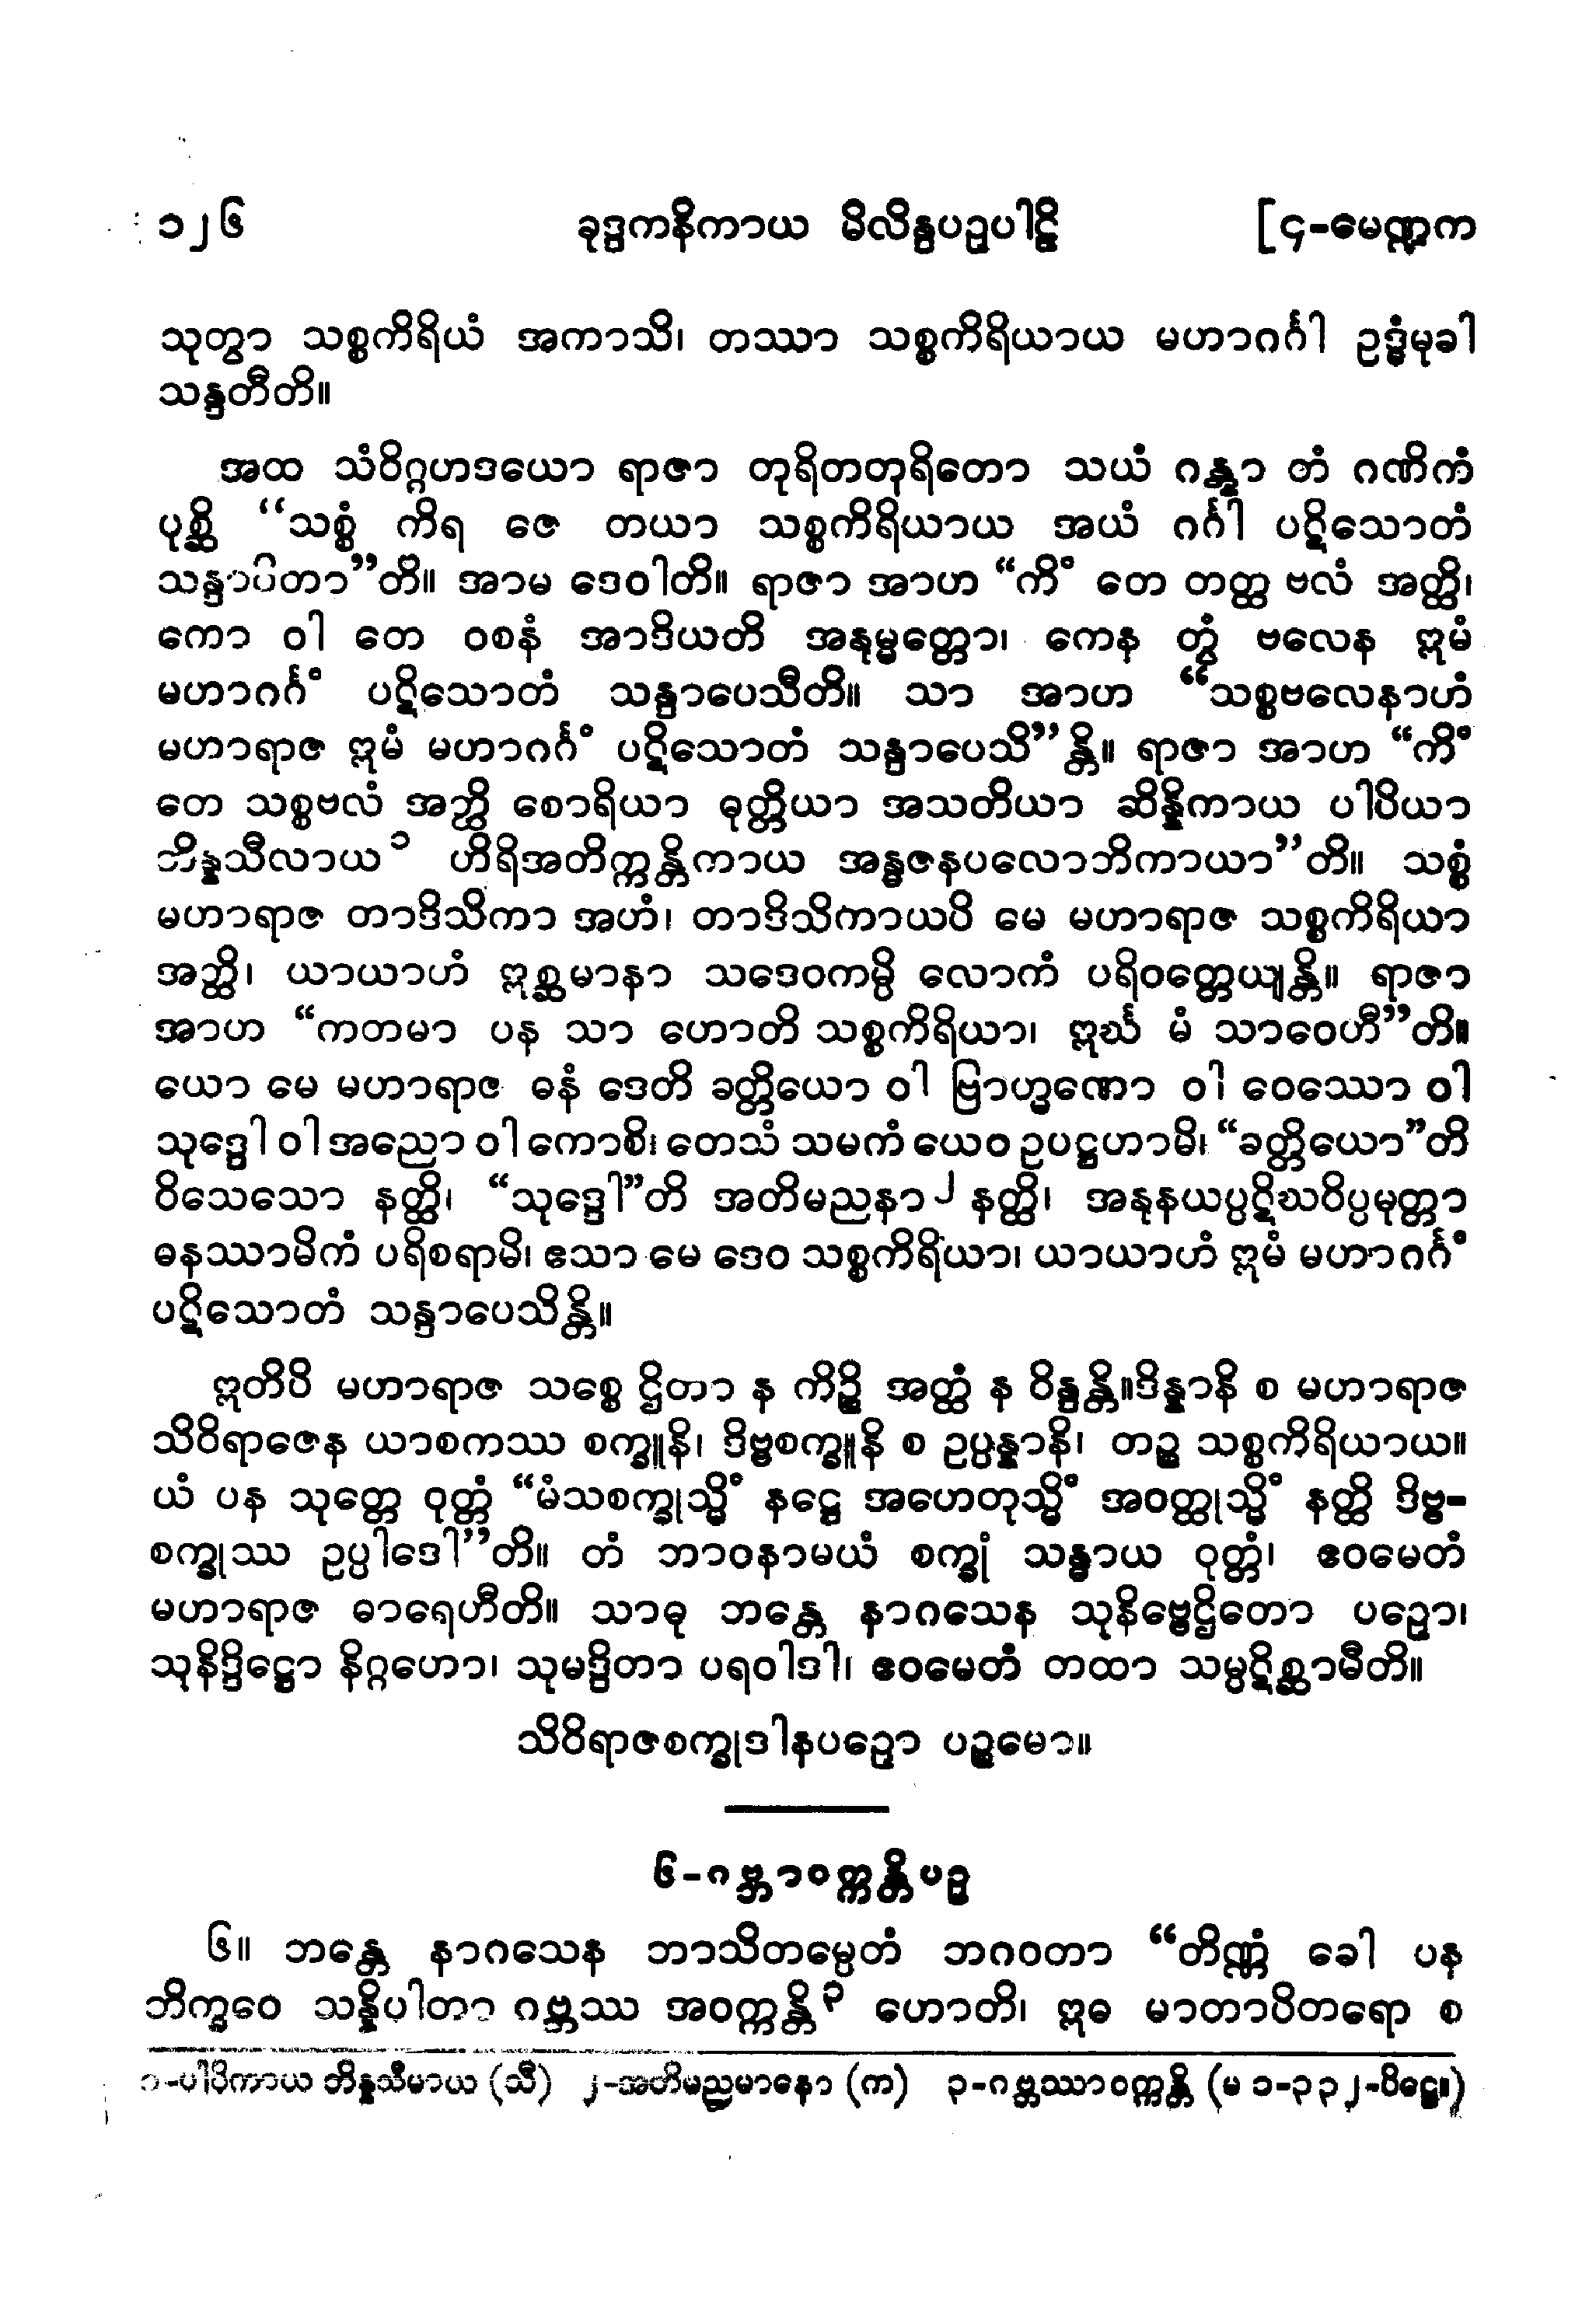 ၁၂၆ ခုဒ္ဒကနိကာယ မိလိန္ဒပဉှပါဠိ [၄-မေဏ္ဍက
သုတွာ သစ္စကိရိယံ အကာသိ၊ တဿာ သစ္စကိရိယာယ မဟာဂင်္ဂါ ဥဒ္ဓံမုခါ
သန္ဒတီတိ။
အထ သံဝိဂ္ဂဟဒယော ရာဇာ တုရိတတုရိတော သယံ ဂန္တွာ တံ ဂဏိကံ
ပုစ္ဆိ “သစ္စံ ကိရ ဇေ တယာ သစ္စကိရိယာယ အယံ ဂင်္ဂါ ပဋိသောတံ
သန္ဒာပိတာ”တိ။ အာမ ဒေဝါတိ။ ရာဇာ အာဟ “ကိံ တေ တတ္ထ ဗလံ အတ္ထိ၊
ကော ဝါ တေ ဝစနံ အာဒိယတိ အနုမ္မတ္တော၊ ကေန တွံ ဗလေန ဣမံ
မဟာဂင်္ဂံ ပဋိသောတံ သန္ဒာပေသီတိ။ သာ အာဟ “သစ္စဗလေနာဟံ
မဟာရာဇ ဣမံ မဟာဂင်္ဂံ ပဋိသောတံ သန္ဒာပေသိ”န္တိ။ ရာဇာ အာဟ “ကိံ
တေ သစ္စဗလံ အတ္ထိ စောရိယာ ဓုတ္တိယာ အသတိယာ ဆိန္နိကာယ ပါပိယာ
ဘိန္နသီလာယ ၁ ဟိရိအတိက္ကန္တိကာယ အန္ဓဇနပလောဘိကာယာ”တိ။ သစ္စံ
မဟာရာဇ တာဒိသိကာ အဟံ၊ တာဒိသိကာယပိ မေ မဟာရာဇ သစ္စကိရိယာ
အတ္ထိ၊ ယာယာဟံ ဣစ္ဆမာနာ သဒေဝကမ္ပိ လောကံ ပရိဝတ္တေယျန္တိ။ ရာဇာ
အာဟ “ကတမာ ပန သာ ဟောတိ သစ္စကိရိယာ၊ ဣင်္ဃ မံ သာဝေဟီ”တိ။
ယော မေ မဟာရာဇ ဓနံ ဒေတိ ခတ္တိယော ဝါ ဗြာဟ္မဏော ဝါ ဝေဿော ဝါ
သုဒ္ဒေါ ဝါ အညော ဝါ ကောစိ၊ တေသံ သမကံ ယေဝ ဥပဋ္ဌဟာမိ၊ “ခတ္တိယော”တိ
ဝိသေသော နတ္ထိ၊ “သုဒ္ဒေါ”တိ အတိမညနာ ၂ နတ္ထိ၊ အနုနယပ္ပဋိဃဝိပ္ပမုတ္တာ
ဓနဿာမိကံ ပရိစရာမိ၊ ဧသာ မေ ဒေဝ သစ္စကိရိယာ၊ ယာယာဟံ ဣမံ မဟာဂင်္ဂံ
ပဋိသောတံ သန္ဒာပေသိန္တိ။
ဣတိပိ မဟာရာဇ သစ္စေ ဌိတာ န ကိဉ္စိ အတ္ထံ န ဝိန္ဒန္တိ။ဒိန္နာနိ စ မဟာရာဇ
သိဝိရာဇေန ယာစကဿ စက္ခူနိ၊ ဒိဗ္ဗစက္ခူနိ စ ဥပ္ပန္နာနိ၊ တဉ္စ သစ္စကိရိယာယ။
ယံ ပန သုတ္တေ ဝုတ္တံ “မံသစက္ခုသ္မိံ နဋ္ဌေ အဟေတုသ္မိံ အဝတ္ထုသ္မိံ နတ္ထိ ဒိဗ္ဗ-
စက္ခုဿ ဥပ္ပါဒေါ”တိ။ တံ ဘာဝနာမယံ စက္ခုံ သန္ဓာယ ဝုတ္တံ၊ ဧဝမေတံ
မဟာရာဇ ဓာရေဟီတိ။ သာဓု ဘန္တေ နာဂသေန သုနိဗ္ဗေဌိတော ပဉှော၊
သုနိဒ္ဒိဋ္ဌော နိဂ္ဂဟော၊ သုမဒ္ဒိတာ ပရဝါဒါ၊ ဧဝမေတံ တထာ သမ္ပဋိစ္ဆာမီတိ။
သိဝိရာဇစက္ခုဒါနပဉှော ပဉ္စမော။
၆-ဂဗ္ဘာဝက္ကန္တိပဉှ
၆။ ဘန္တေ နာဂသေန ဘာသိတမ္ပေတံ ဘဂဝတာ “တိဏ္ဏံ ခေါ ပန
ဘိက္ခဝေ သန္နိပါတာ ဂဗ္ဘဿ အဝက္ကန္တိ ၃ ဟောတိ၊ ဣဓ မာတာပိတရော စ
၁-ပါပိကာယ ဘိန္နသီမာယ (သီ) ၂-အတိမညမာနော (က) ၃-ဂဗ္ဘဿာဝက္ကန္တိ (မ ၁-၃၃၂-ပိဋ္ဌေ။)